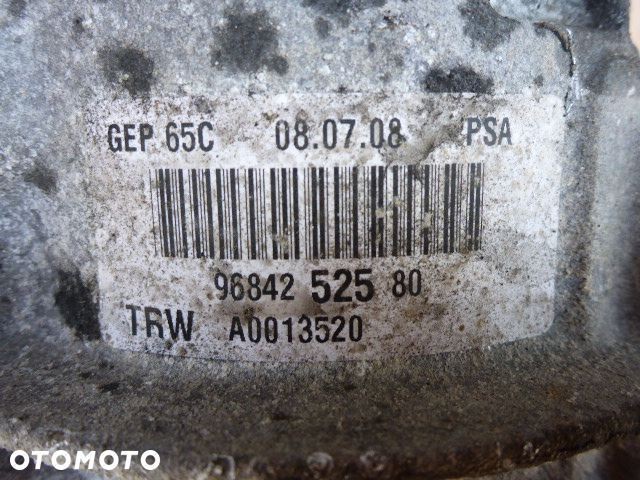 GEP 65C 08.07.08 PSA
96842 525 80
TRW A0013520
OTOMOTO